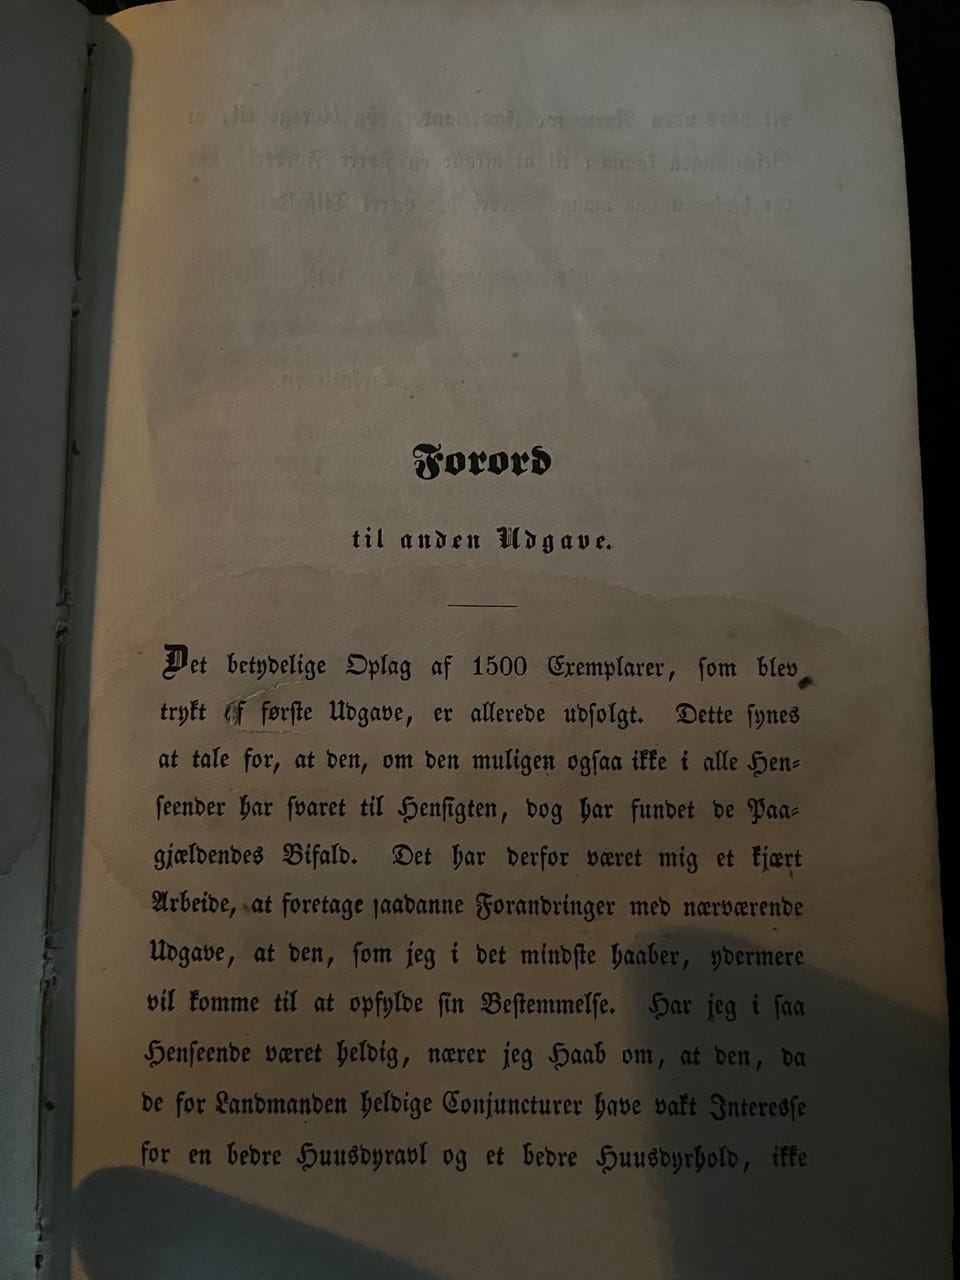 Forord
til anden Udgave.
Det betydelige Oplag af 1500 Exemplarer, som blev
trykt af første Udgave, er allerede udsolgt. Dette synes
at tale for, at den, om den muligen ogsaa ikke i alle Hen-
seender har svaret til Hensigten, dog har fundet de Paa-
gjældendes Bifald. Det har derfor været mig et kjært
Arbeide, at foretage saadanne Forandringer med nærværende
Udgave, at den, som jeg i det mindste haaber, ydermere
vil komme til at opfylde sin Bestemmelse. Har jeg i saa
Henseende været heldig, nærer jeg Haab om, at den, da
de for Landmanden heldige Conjuncturer have vakt Interesse
for en bedre Huusdyravl og et bedre Huusdyrhold, ikke